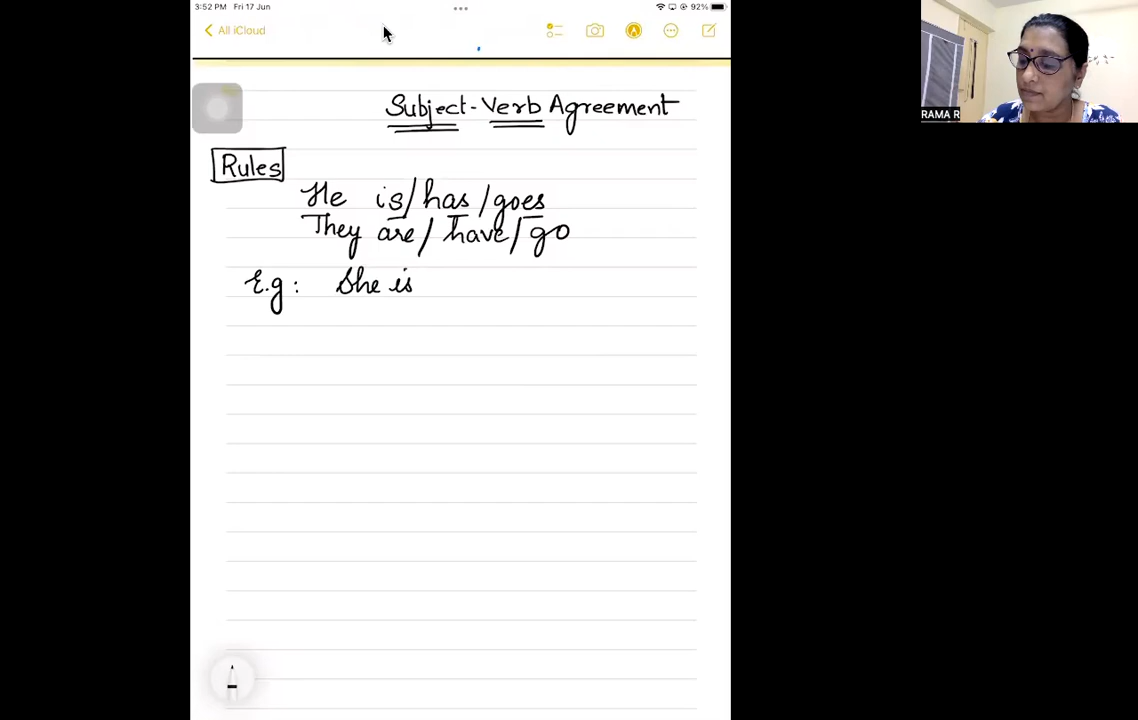 3:52 PM Fri 17 Jun
92%
All iCloud
Subject-Verb Agreement
Rules
He is/has/goes
They are/have/go
E.g: She is
RAMA R